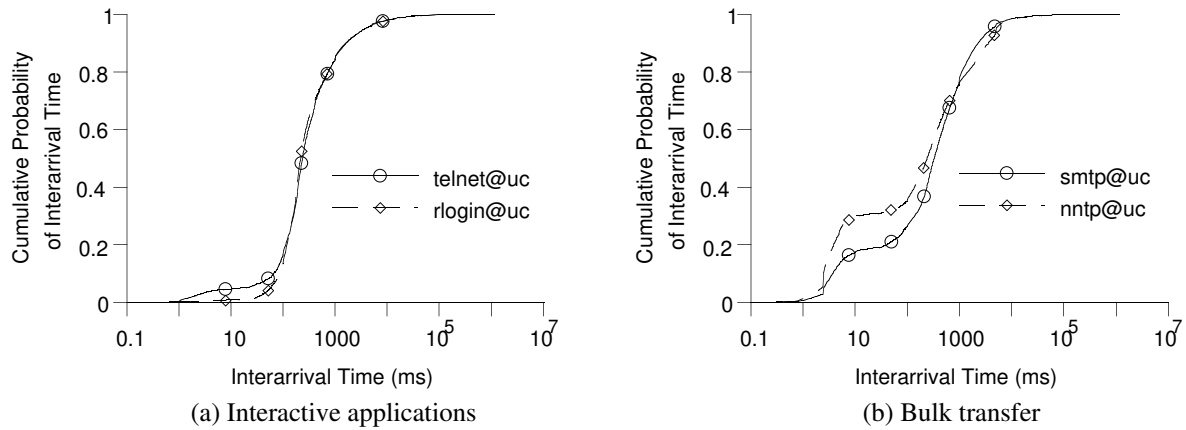 1
0.8
0.6
0.4
0.2
0
Cumulative Probability
of Interarrival Time
telnet@uc
rlogin@uc
0.1
10
1000
10^5
10^7
Interarrival Time (ms)
(a) Interactive applications
1
0.8
0.6
0.4
0.2
0
Cumulative Probability
of Interarrival Time
smtp@uc
nntp@uc
0.1
10
1000
10^5
10^7
Interarrival Time (ms)
(b) Bulk transfer